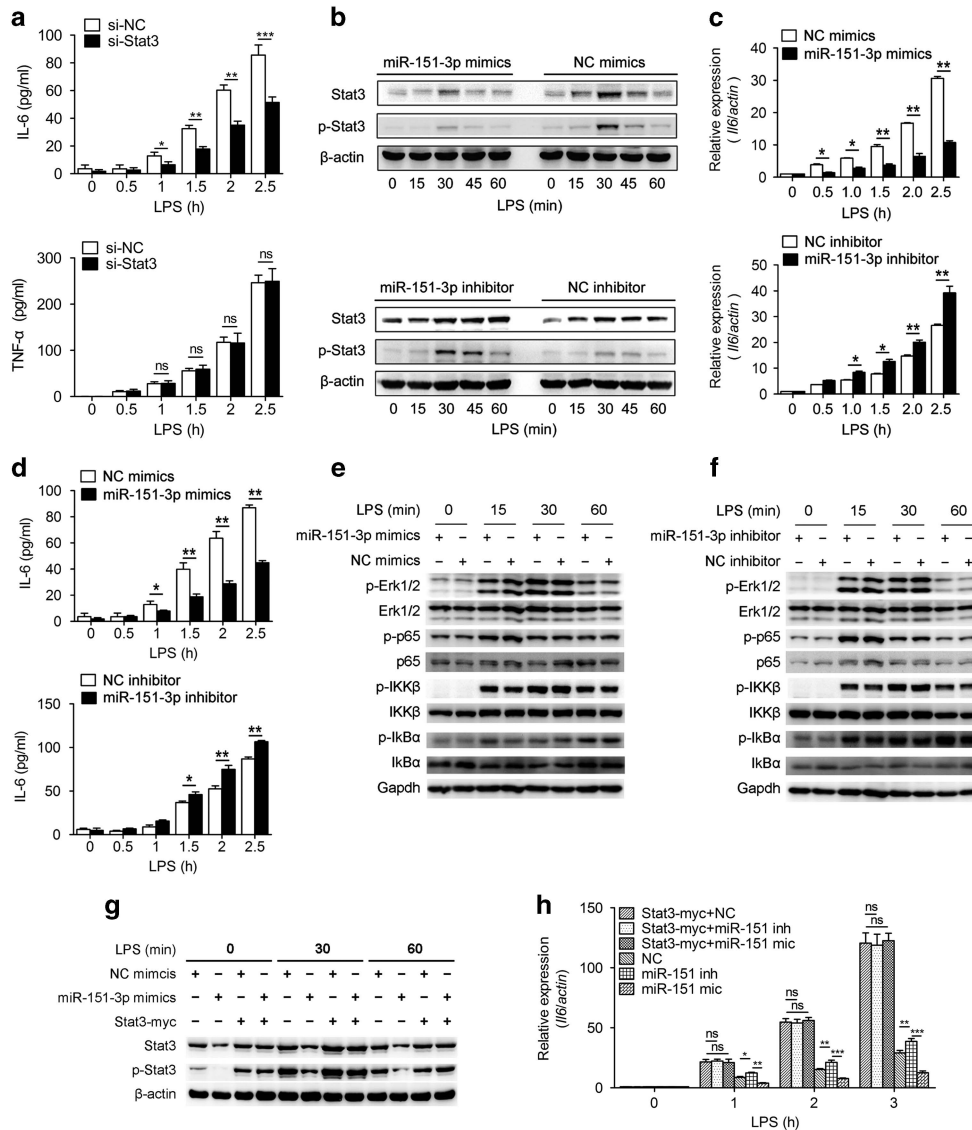 a
si-NC
si-Stat3
IL-6 (pg/ml)
100
80
60
40
20
0
* ** ** ***
0 0.5 1 1.5 2 2.5
LPS (h)
si-NC
si-Stat3
TNF-α (pg/ml)
300
200
100
0
ns ns ns ns
0 0.5 1 1.5 2 2.5
LPS (h)
b
miR-151-3p mimics NC mimics
Stat3
p-Stat3
β-actin
0 15 30 45 60 0 15 30 45 60
LPS (min)
miR-151-3p inhibitor NC inhibitor
Stat3
p-Stat3
β-actin
0 15 30 45 60 0 15 30 45 60
LPS (min)
c
NC mimics
miR-151-3p mimics
Relative expression
(Il6/actin)
40
30
20
10
0
* * ** ** **
0 0.5 1.0 1.5 2.0 2.5
LPS (h)
NC inhibitor
miR-151-3p inhibitor
Relative expression
( Il6/actin )
50
40
30
20
10
0
* * ** **
0 0.5 1.0 1.5 2.0 2.5
LPS (h)
d
NC mimics
miR-151-3p mimics
IL-6 (pg/ml)
100
80
60
40
20
0
* ** ** **
0 0.5 1 1.5 2 2.5
LPS (h)
NC inhibitor
miR-151-3p inhibitor
IL-6 (pg/ml)
150
100
50
0
* ** **
0 0.5 1 1.5 2 2.5
LPS (h)
e
LPS (min) 0 15 30 60
miR-151-3p mimics + - + - + - + -
NC mimics - + - + - + - +
p-Erk1/2
Erk1/2
p-p65
p65
p-IKKβ
IKKβ
p-IkBα
IkBα
Gapdh
f
LPS (min) 0 15 30 60
miR-151-3p inhibitor + - + - + - + -
NC inhibitor - + - + - + - +
p-Erk1/2
Erk1/2
p-p65
p65
p-IKKβ
IKKβ
p-IkBα
IkBα
Gapdh
g
LPS (min) 0 30 60
NC mimcis + - + - + - + - + - + -
miR-151-3p mimics - + - + - + - + - + - +
Stat3-myc - - + + - - + + - - + +
Stat3
p-Stat3
β-actin
h
Stat3-myc+NC
Stat3-myc+miR-151 inh
Stat3-myc+miR-151 mic
NC
miR-151 inh
miR-151 mic
Relative expression
(Il6/actin)
150
100
50
0
ns ns * ** ns ns ** *** ns ns ** ***
0 1 2 3
LPS (h)